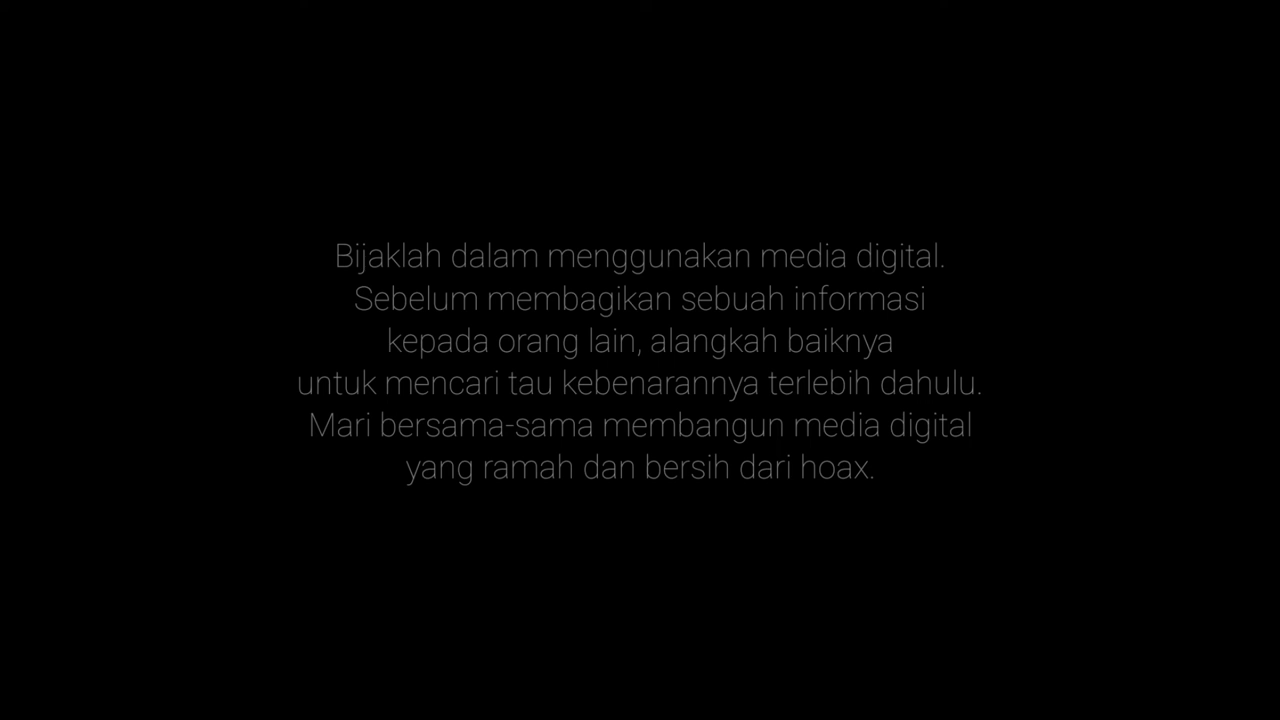 Bijaklah dalam menggunakan media digital.
Sebelum membagikan sebuah informasi
kepada orang lain, alangkah baiknya
untuk mencari tau kebenarannya terlebih dahulu.
Mari bersama-sama membangun media digital
yang ramah dan bersih dari hoax.